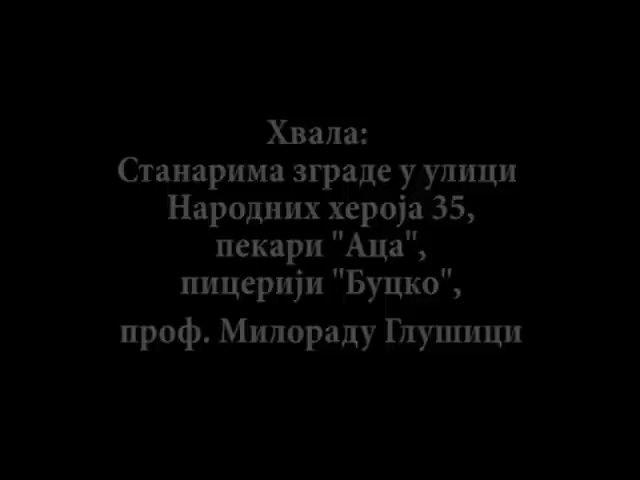 Хвала:
Станарима зграде у улици
Народних хероја 35,
пекари "Аца",
пицерији "Буцко",
проф. Милораду Глушици